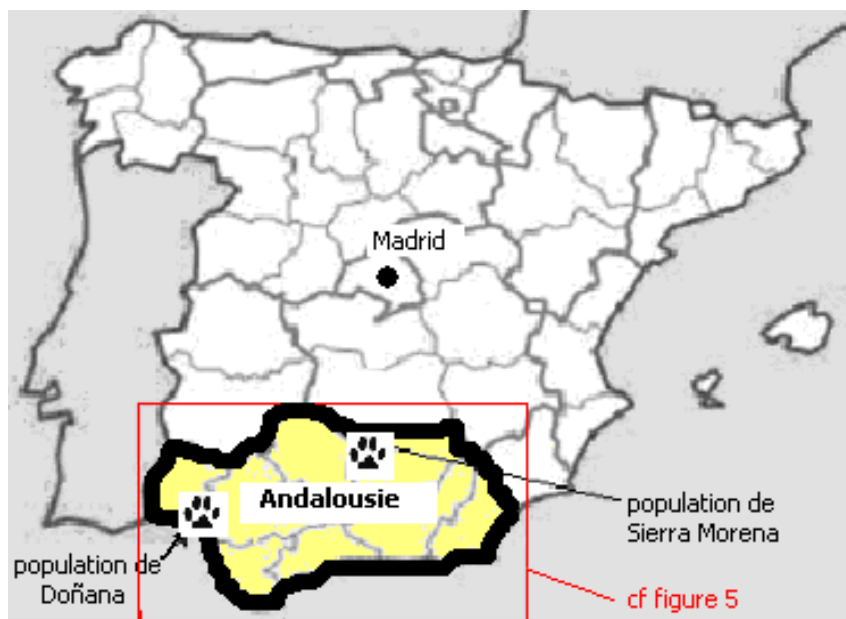 Madrid
Andalousie
population de
Sierra Morena
population de
Doñana
cf figure 5